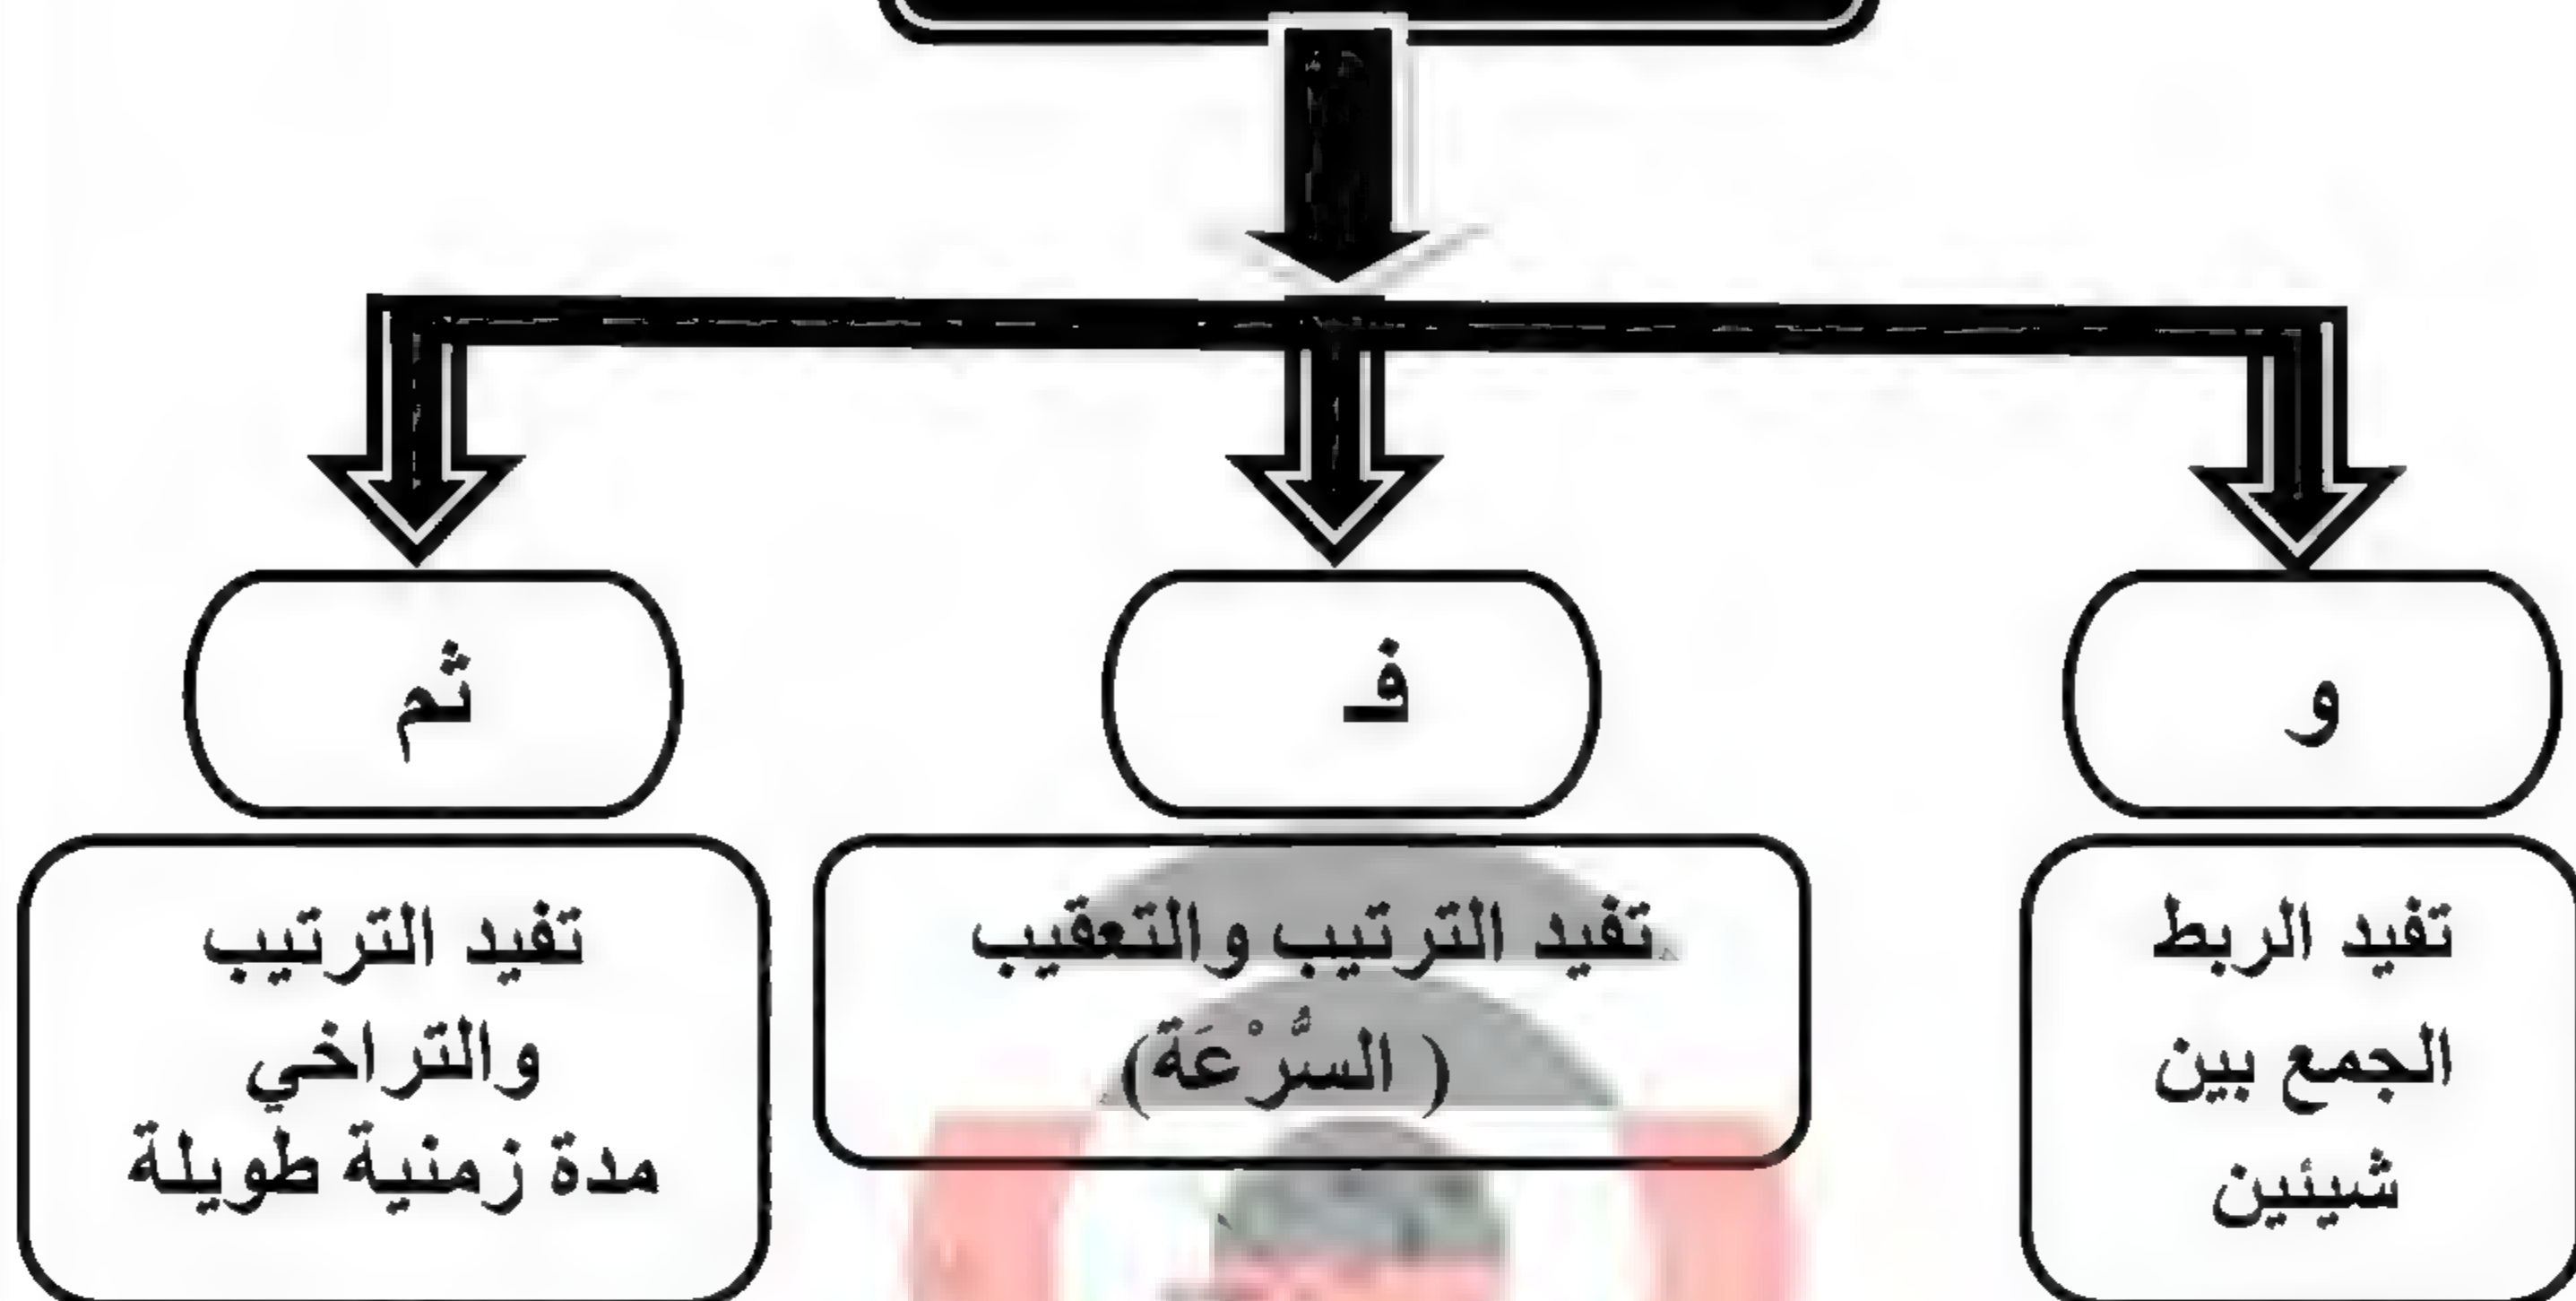 و
فـ
ثم
تفيد الربط
الجمع بين
شيئين
تفيد الترتيب والتعقيب
( السُّرْعَة)
تفيد الترتيب
والتراخي
مدة زمنية طويلة